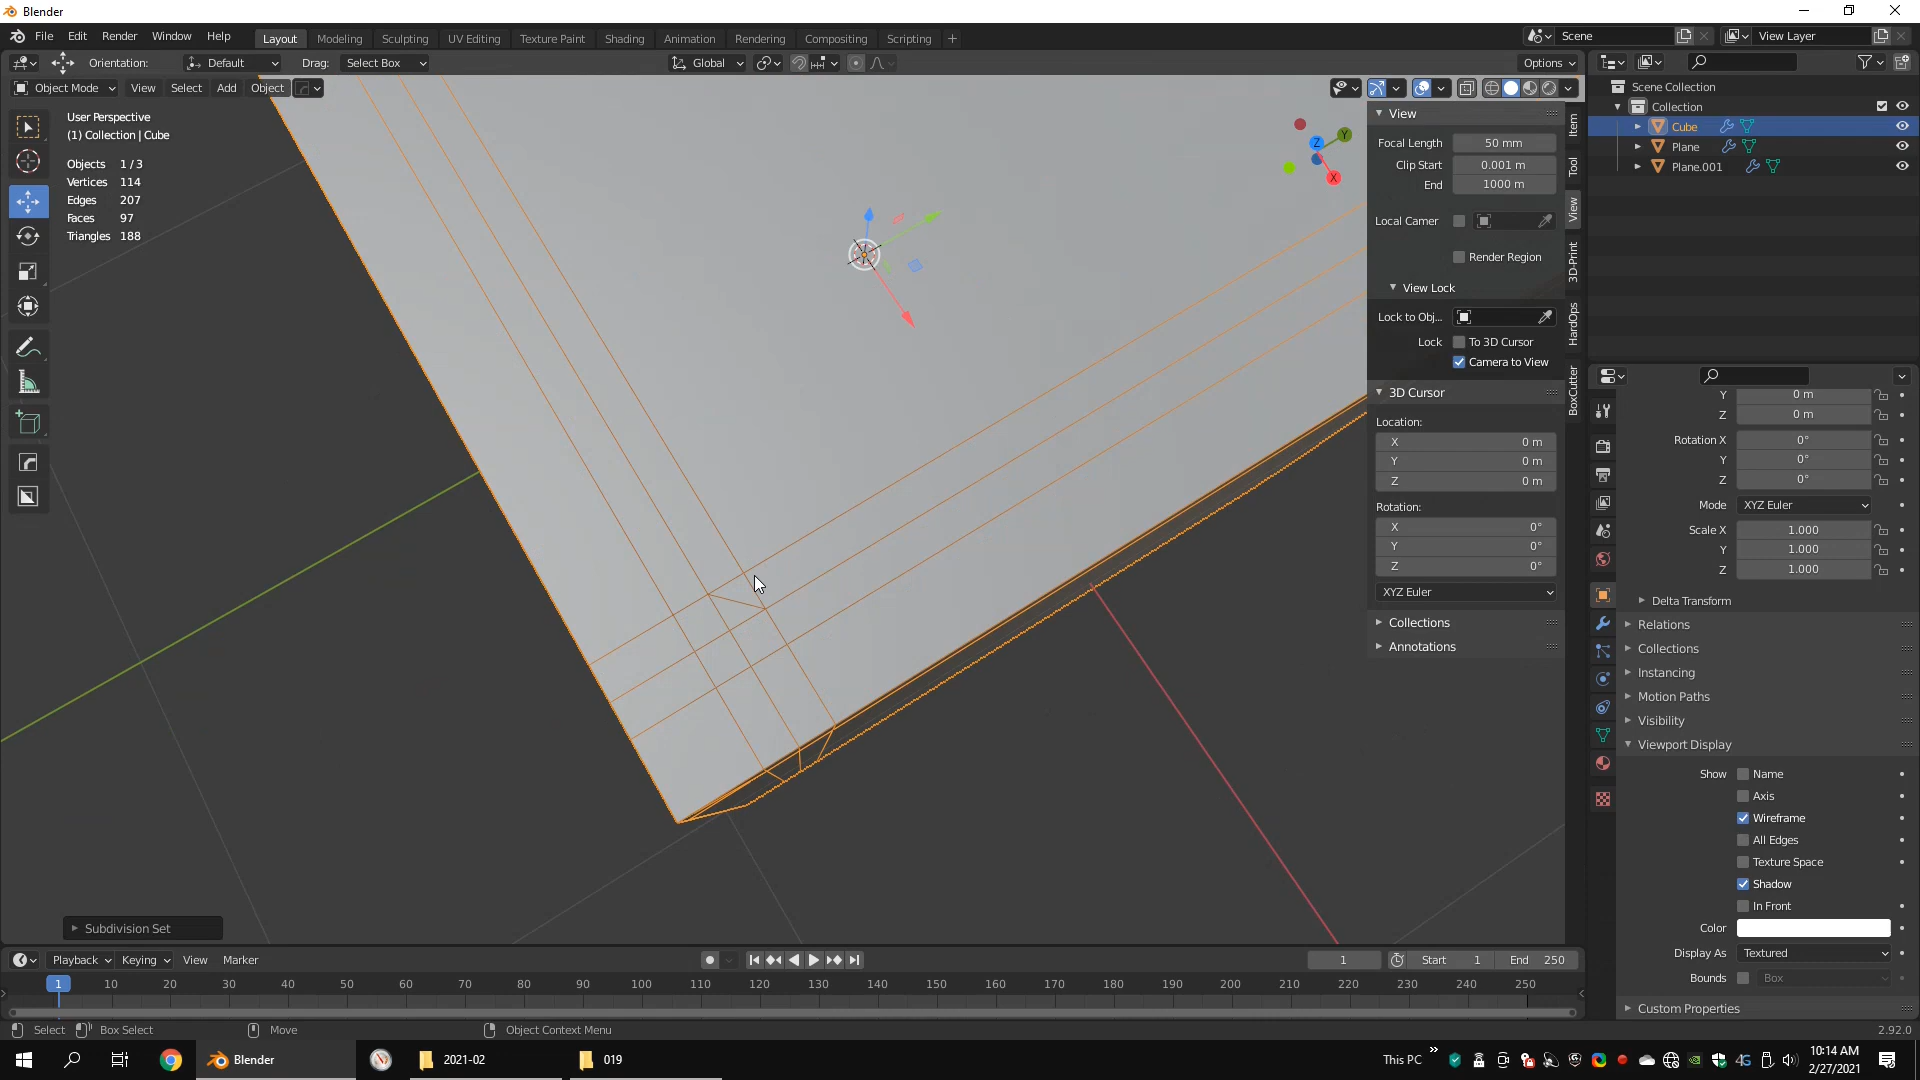 Blender
File Edit Render Window Help
Layout Modeling Sculpting UV Editing Texture Paint Shading Animation Rendering Compositing Scripting +
Scene
View Layer
Orientation: Default Drag: Select Box
Global
Options
Object Mode View Select Add Object
User Perspective
(1) Collection | Cube
Objects 1/3
Vertices 114
Edges 207
Faces 97
Triangles 188
Z
Y
X
View
Focal Length 50 mm
Clip Start 0.001 m
End 1000 m
Local Camer
Render Region
View Lock
Lock to Obj...
Lock To 3D Cursor
Camera to View
3D Cursor
Location:
X 0 m
Y 0 m
Z 0 m
Rotation:
X 0°
Y 0°
Z 0°
XYZ Euler
Collections
Annotations
Item
Tool
View
3D-Print
HardOps
BoxCutter
Scene Collection
Collection
Cube
Plane
Plane.001
Y 0 m
Z 0 m
Rotation X 0°
Y 0°
Z 0°
Mode XYZ Euler
Scale X 1.000
Y 1.000
Z 1.000
Delta Transform
Relations
Collections
Instancing
Motion Paths
Visibility
Viewport Display
Show Name
Axis
Wireframe
All Edges
Texture Space
Shadow
In Front
Color
Display As Textured
Bounds Box
Custom Properties
Subdivision Set
Playback Keying View Marker
1 Start 1 End 250
1 10 20 30 40 50 60 70 80 90 100 110 120 130 140 150 160 170 180 190 200 210 220 230 240 250
Select Box Select Move Object Context Menu
2.92.0
Blender
2021-02
019
This PC
»
4G
10:14 AM
2/27/2021